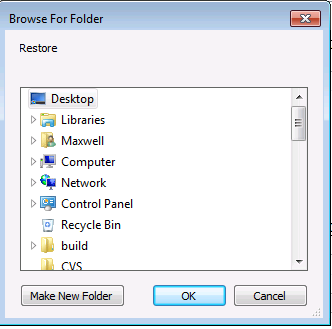 Browse For Folder
Restore
Desktop
Libraries
Maxwell
Computer
Network
Control Panel
Recycle Bin
build
CVS
Make New Folder
OK
Cancel